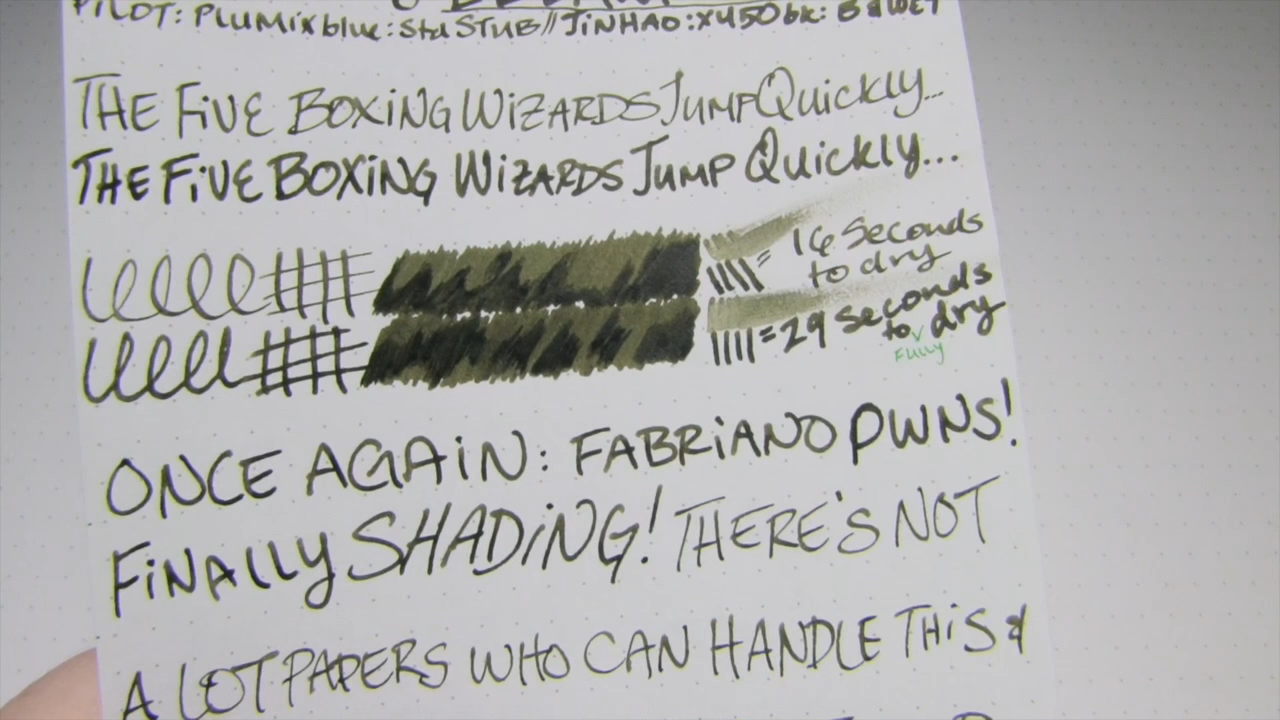 PILOT: PLUMIX blue: Std STUB // JINHAO: X450 bk: B & WET
THE FIVE BOXING WIZARDS JUMP QUICKLY...
THE FIVE BOXING WIZARDS JUMP QUICKLY...
= 16 Seconds
to dry
= 29 Seconds
to dry
Fully
ONCE AGAIN: FABRIANO PWNS!
FINALLY SHADING! THERE'S NOT
A LOT PAPERS WHO CAN HANDLE THIS &